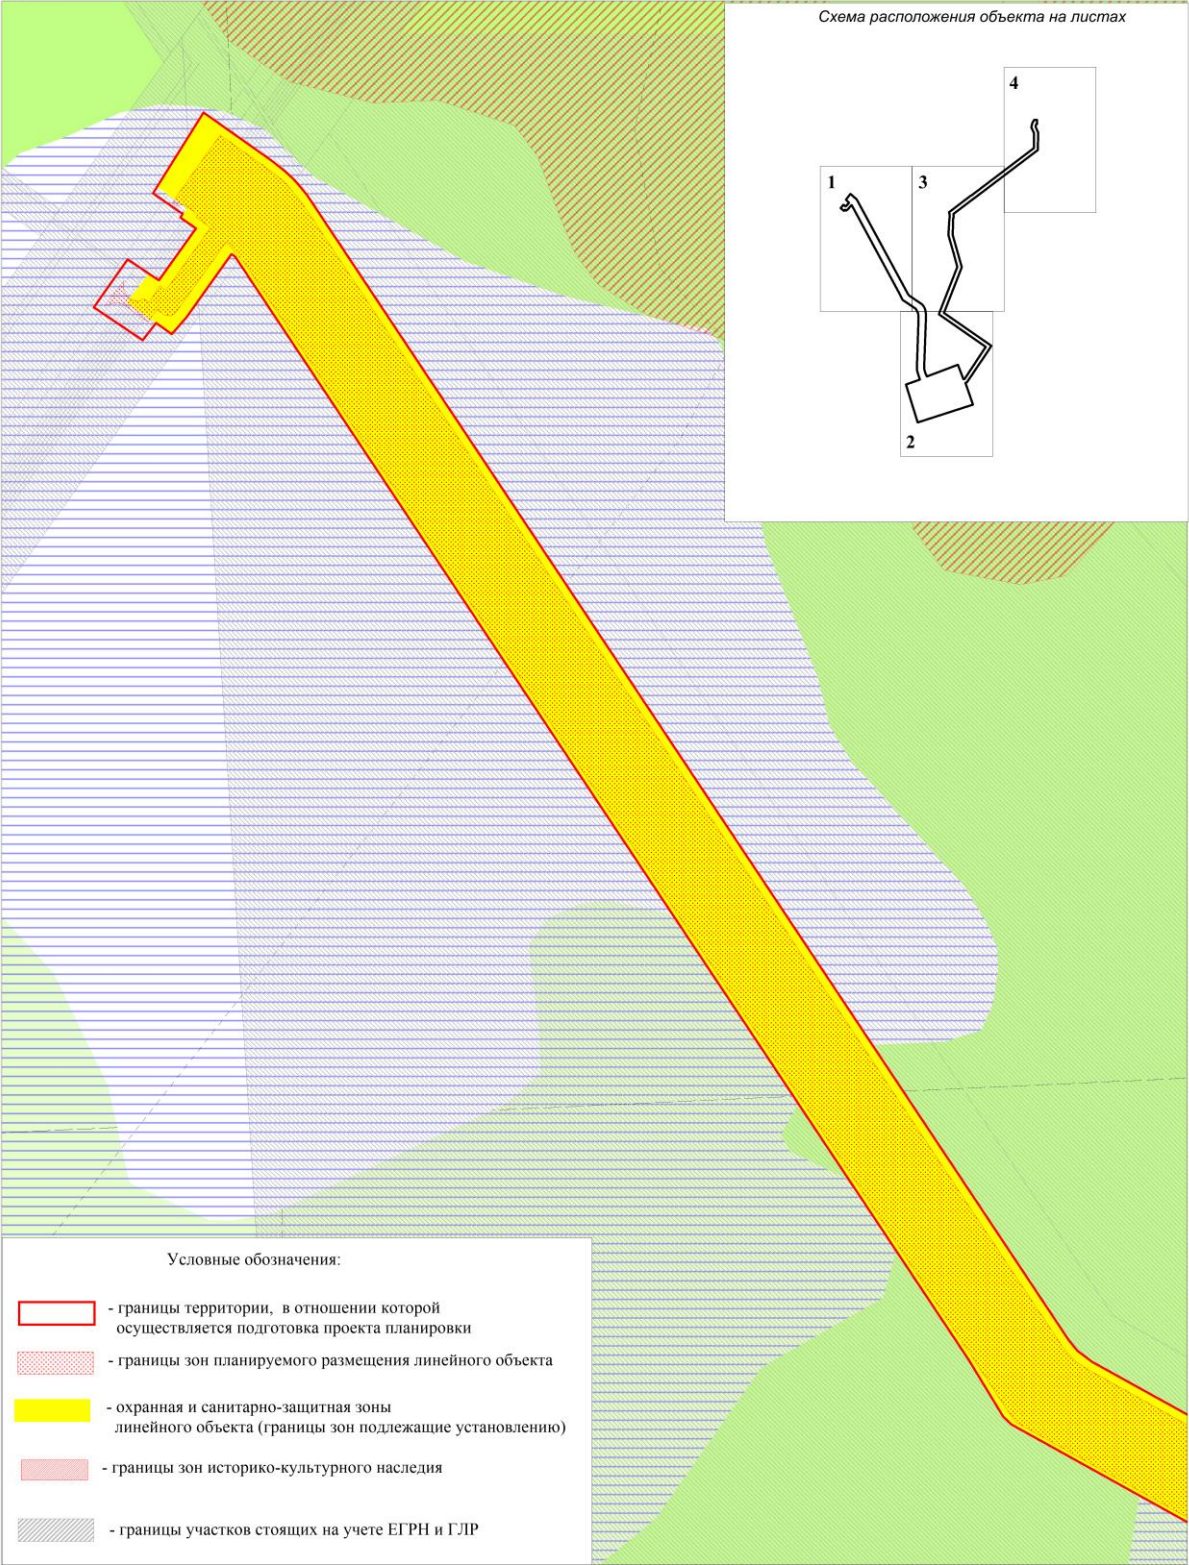 Схема расположения объекта на листах
4
1
3
2
Условные обозначения:
- границы территории, в отношении которой
осуществляется подготовка проекта планировки
- границы зон планируемого размещения линейного объекта
- охранная и санитарно-защитная зоны
линейного объекта (границы зон подлежащие установлению)
- границы зон историко-культурного наследия
- границы участков стоящих на учете ЕГРН и ГЛР